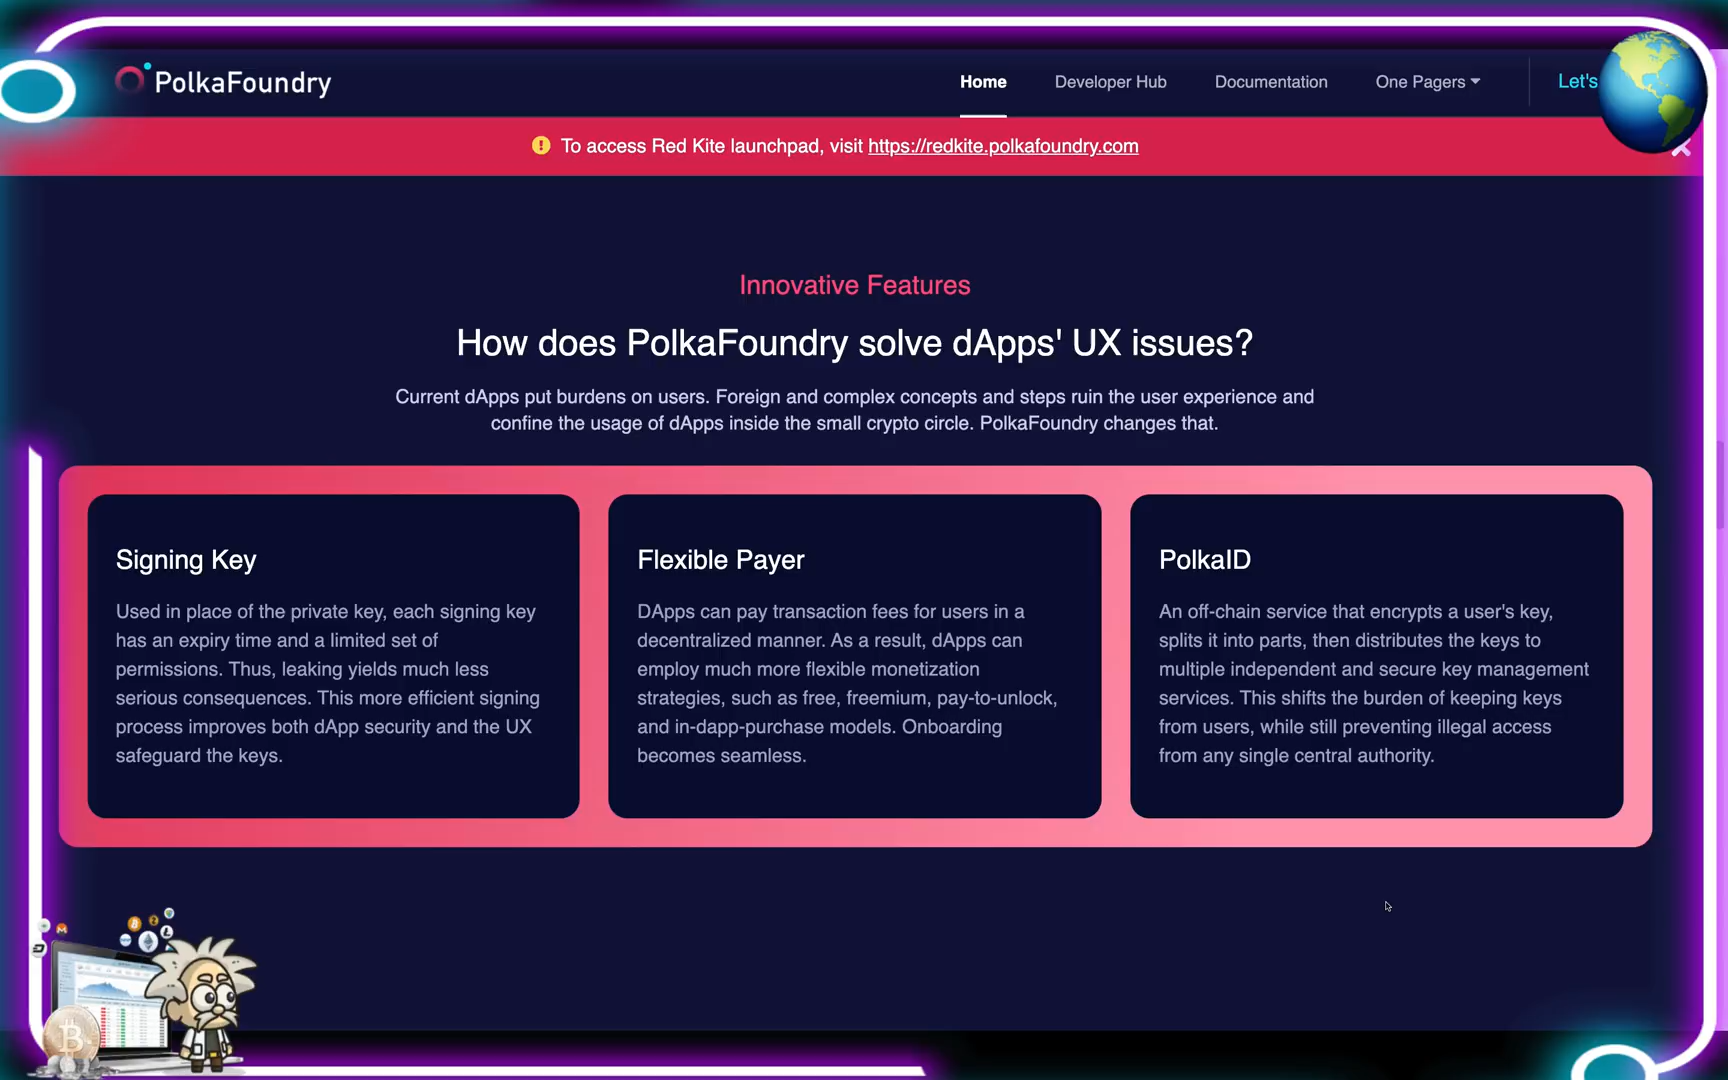 PolkaFoundry
Home
Developer Hub
Documentation
One Pagers
Let's
To access Red Kite launchpad, visit https://redkite.polkafoundry.com
Innovative Features
How does PolkaFoundry solve dApps' UX issues?
Current dApps put burdens on users. Foreign and complex concepts and steps ruin the user experience and
confine the usage of dApps inside the small crypto circle. PolkaFoundry changes that.
Signing Key
Used in place of the private key, each signing key
has an expiry time and a limited set of
permissions. Thus, leaking yields much less
serious consequences. This more efficient signing
process improves both dApp security and the UX
safeguard the keys.
Flexible Payer
DApps can pay transaction fees for users in a
decentralized manner. As a result, dApps can
employ much more flexible monetization
strategies, such as free, freemium, pay-to-unlock,
and in-dapp-purchase models. Onboarding
becomes seamless.
PolkaID
An off-chain service that encrypts a user's key,
splits it into parts, then distributes the keys to
multiple independent and secure key management
services. This shifts the burden of keeping keys
from users, while still preventing illegal access
from any single central authority.